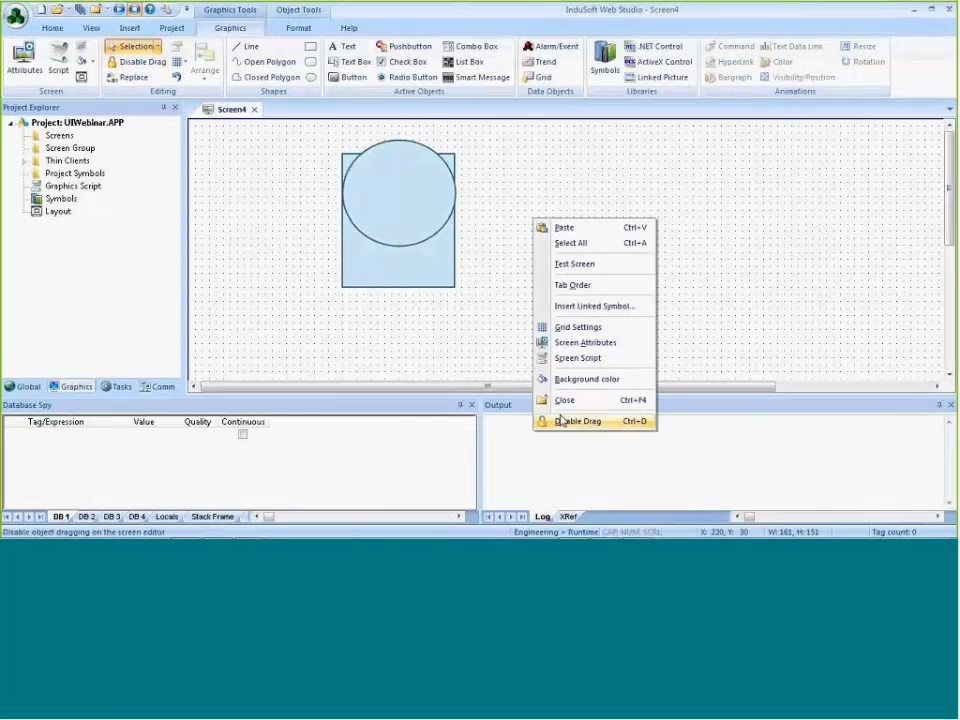 Graphics Tools Object Tools InduSoft Web Studio - Screen4
Home View Insert Project Graphics Format Help
Selection Line A Text Pushbutton Combo Box Alarm/Event .NET Control Command Text Data Link Resize
Attributes Script Disable Drag Arrange Open Polygon Text Box Check Box List Box Trend Symbols ActiveX Control HyperLink Color Rotation
Replace Closed Polygon Button Radio Button Smart Message Grid Linked Picture Bargraph Visibility/Position
Screen Editing Shapes Active Objects Data Objects Libraries Animations
Project Explorer
Screen4
Project: UIWebinar.APP
Screens
Screen Group
Thin Clients
Project Symbols
Graphics Script
Symbols
Layout
Paste Ctrl+V
Select All Ctrl+A
Test Screen
Tab Order
Insert Linked Symbol...
Grid Settings
Screen Attributes
Screen Script
Background color
Close Ctrl+F4
Disable Drag Ctrl+D
Global Graphics Tasks Comm
Database Spy
Output
Tag/Expression Value Quality Continuous
DB 1 DB 2 DB 3 DB 4 Locals Stack Frame
Log XRef
Disable object dragging on the screen editor
Engineering + Runtime CAP NUM SCRL X: 220, Y: 30 W: 161, H: 151 Tag count: 0